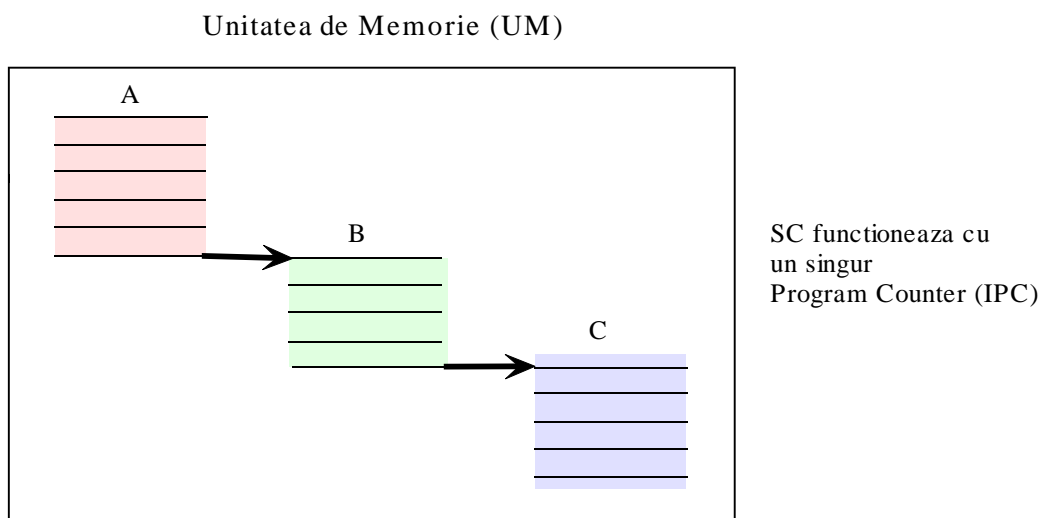 Unitatea de Memorie (UM)
A
B
C
SC functioneaza cu
un singur
Program Counter (IPC)